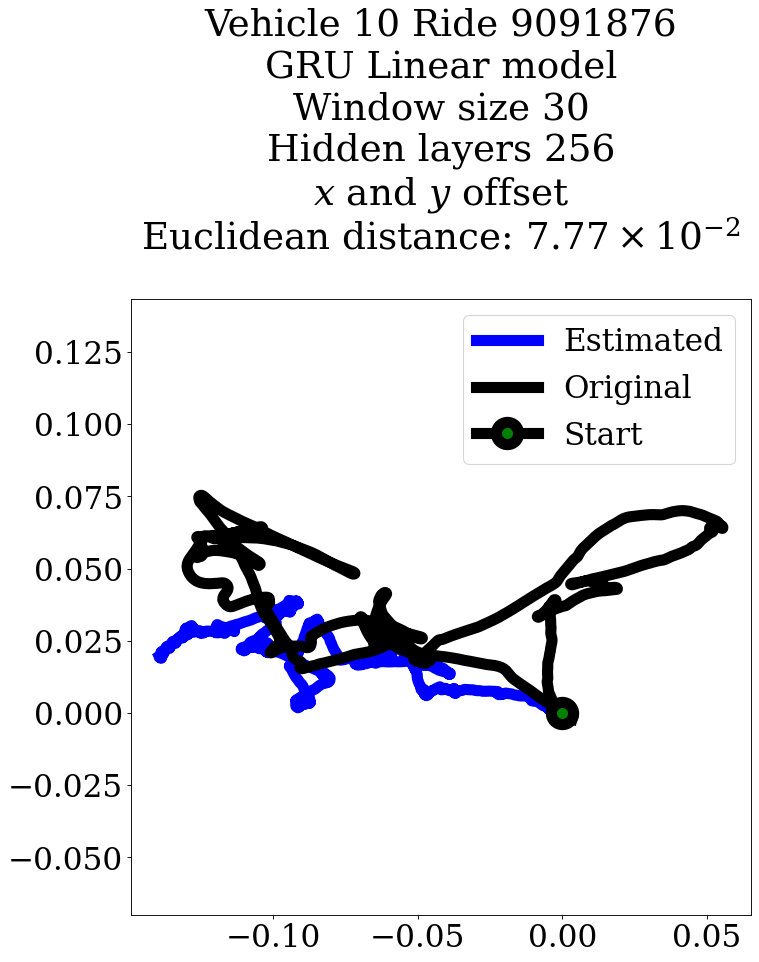 Vehicle 10 Ride 9091876
GRU Linear model
Window size 30
Hidden layers 256
x and y offset
Euclidean distance: 7.77 × 10⁻²
Estimated
Original
Start
0.125
0.100
0.075
0.050
0.025
0.000
−0.025
−0.050
−0.10 −0.05 0.00 0.05